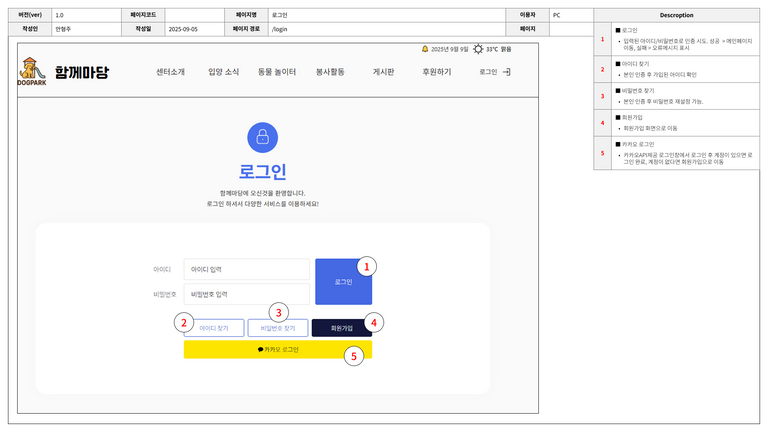 버전(ver) 1.0 페이지코드 페이지명 로그인 이용자 PC
작성인 안형주 작성일 2025-09-05 페이지 경로 /login 페이지
Descroption
1
■ 로그인
• 입력된 아이디/비밀번호로 인증 시도. 성공 > 메인페이지
이동, 실패 > 오류메시지 표시
2
■ 아이디 찾기
• 본인 인증 후 가입된 아이디 확인
3
■ 비밀번호 찾기
• 본인 인증 후 비밀번호 재설정 가능.
4
■ 회원가입
• 회원가입 화면으로 이동
5
■ 카카오 로그인
• 카카오API제공 로그인창에서 로그인 후 계정이 있으면 로
그인 완료, 계정이 없다면 회원가입으로 이동
2025년 9월 9일 33℃ 맑음
DOGPARK
함께마당
센터소개 입양 소식 동물 놀이터 봉사활동 게시판 후원하기 로그인
로그인
함께마당에 오신것을 환영합니다.
로그인 하셔서 다양한 서비스를 이용하세요!
아이디 아이디 입력
비밀번호 비밀번호 입력
로그인
1
2
아이디 찾기
3
비밀번호 찾기
회원가입
4
카카오 로그인
5